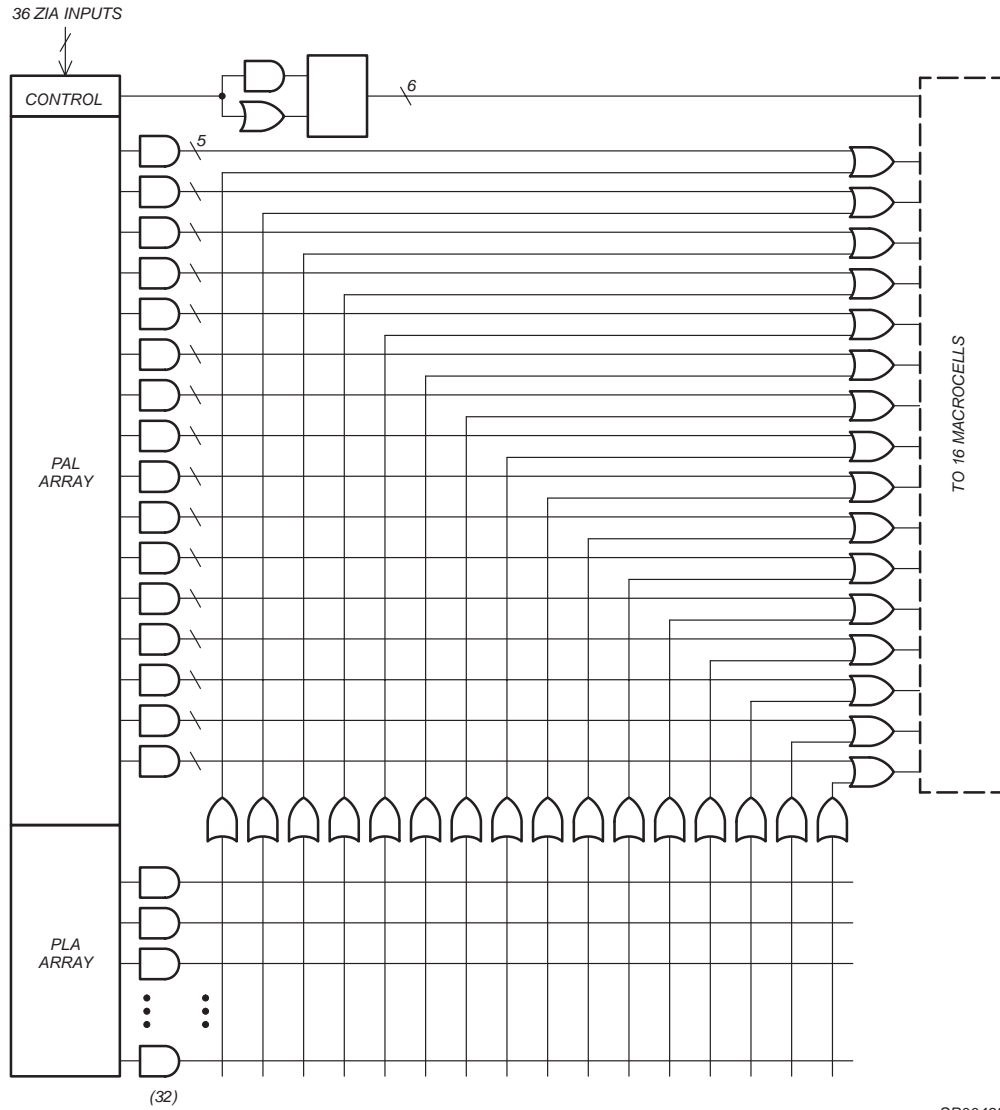 36 ZIA INPUTS
CONTROL
6
5
PAL
ARRAY
TO 16 MACROCELLS
PLA
ARRAY
(32)